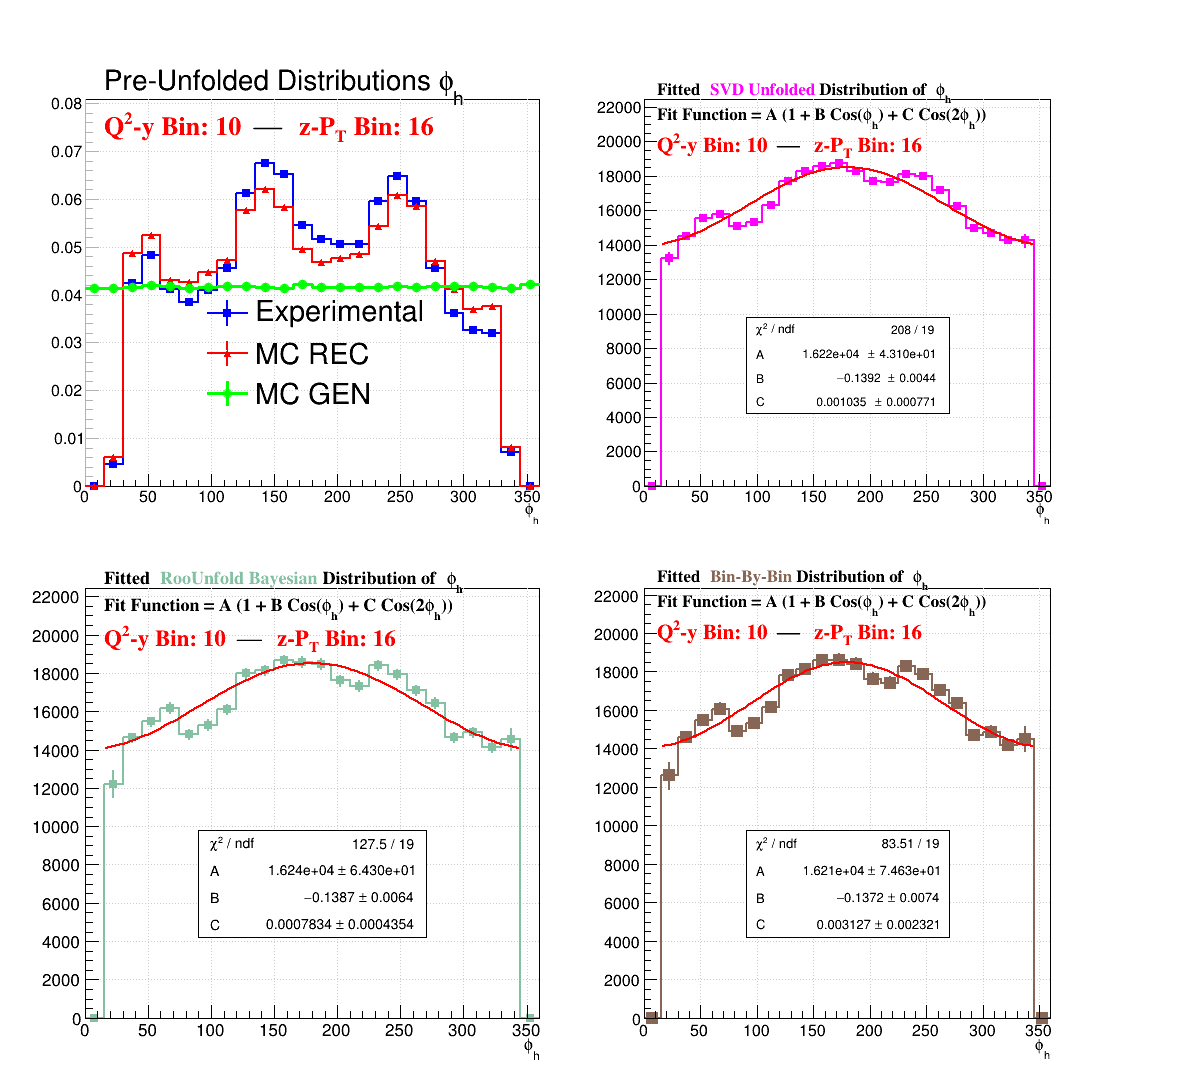 Pre-Unfolded Distributions ϕh
Q2-y Bin: 10 — z-PT Bin: 16
0.08
0.07
0.06
0.05
0.04
0.03
0.02
0.01
0
Experimental
MC REC
MC GEN
0 50 100 150 200 250 300 350
ϕh
Fitted SVD Unfolded Distribution of ϕh
Fit Function = A (1 + B Cos(ϕh) + C Cos(2ϕh))
Q2-y Bin: 10 — z-PT Bin: 16
22000
20000
18000
16000
14000
12000
10000
8000
6000
4000
2000
0
χ2 / ndf 208 / 19
A 1.622e+04 ± 4.310e+01
B −0.1392 ± 0.0044
C 0.001035 ± 0.000771
0 50 100 150 200 250 300 350
ϕh
Fitted RooUnfold Bayesian Distribution of ϕh
Fit Function = A (1 + B Cos(ϕh) + C Cos(2ϕh))
Q2-y Bin: 10 — z-PT Bin: 16
22000
20000
18000
16000
14000
12000
10000
8000
6000
4000
2000
0
χ2 / ndf 127.5 / 19
A 1.624e+04 ± 6.430e+01
B −0.1387 ± 0.0064
C 0.0007834 ± 0.0004354
0 50 100 150 200 250 300 350
ϕh
Fitted Bin-By-Bin Distribution of ϕh
Fit Function = A (1 + B Cos(ϕh) + C Cos(2ϕh))
Q2-y Bin: 10 — z-PT Bin: 16
22000
20000
18000
16000
14000
12000
10000
8000
6000
4000
2000
0
χ2 / ndf 83.51 / 19
A 1.621e+04 ± 7.463e+01
B −0.1372 ± 0.0074
C 0.003127 ± 0.002321
0 50 100 150 200 250 300 350
ϕh